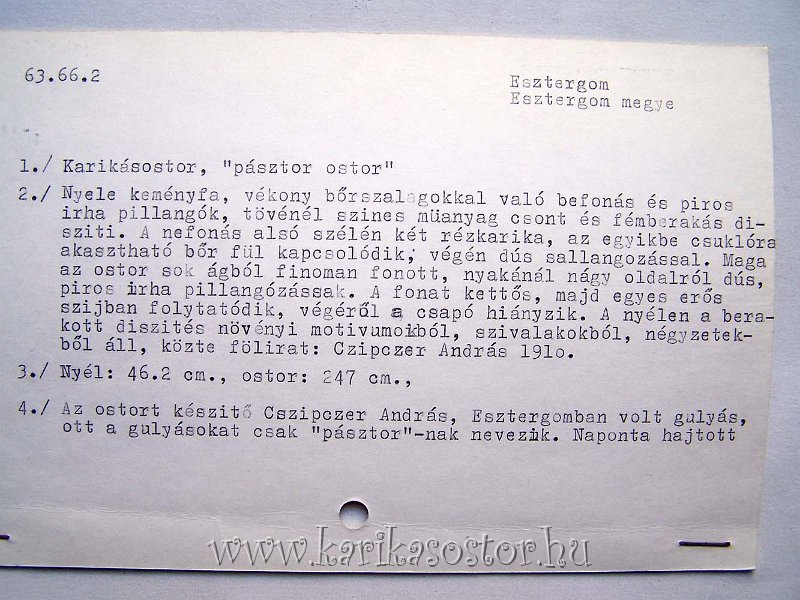 63.66.2
Esztergom
Esztergom megye
1./ Karikásostor, "pásztor ostor"
2./ Nyele keményfa, vékony bőrszalagokkal való befonás és piros
irha pillangók, tövénél szines müanyag csont és fémberakás di-
sziti. A nefonás alsó szélén két rézkarika, az egyikbe csuklóra
akasztható bőr fül kapcsolódik, végén dús sallangozással. Maga
az ostor sok ágból finoman fonott, nyakánál nágy oldalról dús,
piros irha pillangózássak. A fonat kettős, majd egyes erős
szijban folytatódik, végéről a csapó hiányzik. A nyélen a bera-
kott diszités növényi motivumokból, szivalakokból, négyzetek-
ből áll, közte fölirat: Czipczer András 191o.
3./ Nyél: 46.2 cm., ostor: 247 cm.,
4./ Az ostort készitő Cszipczer András, Esztergomban volt gulyás,
ott a gulyásokat csak "pásztor"-nak nevezik. Naponta hajtott
www.karikasostor.hu